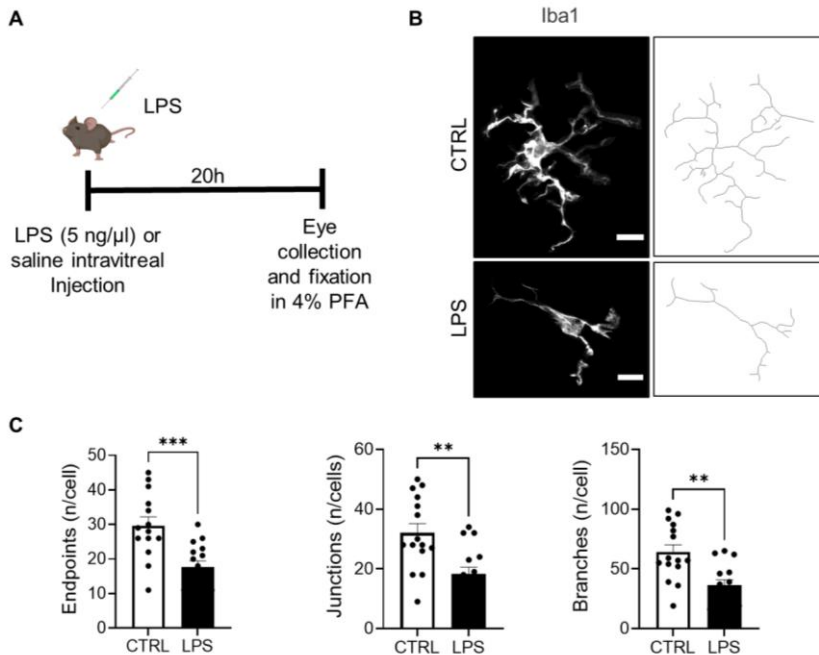 A
LPS
20h
LPS (5 ng/µl) or
saline intravitreal
Injection
Eye
collection
and fixation
in 4% PFA
B
Iba1
CTRL
LPS
C
Endpoints (n/cell)
50
40
30
20
10
0
***
CTRL LPS
Junctions (n/cells)
60
40
20
0
**
CTRL LPS
Branches (n/cell)
150
100
50
0
**
CTRL LPS